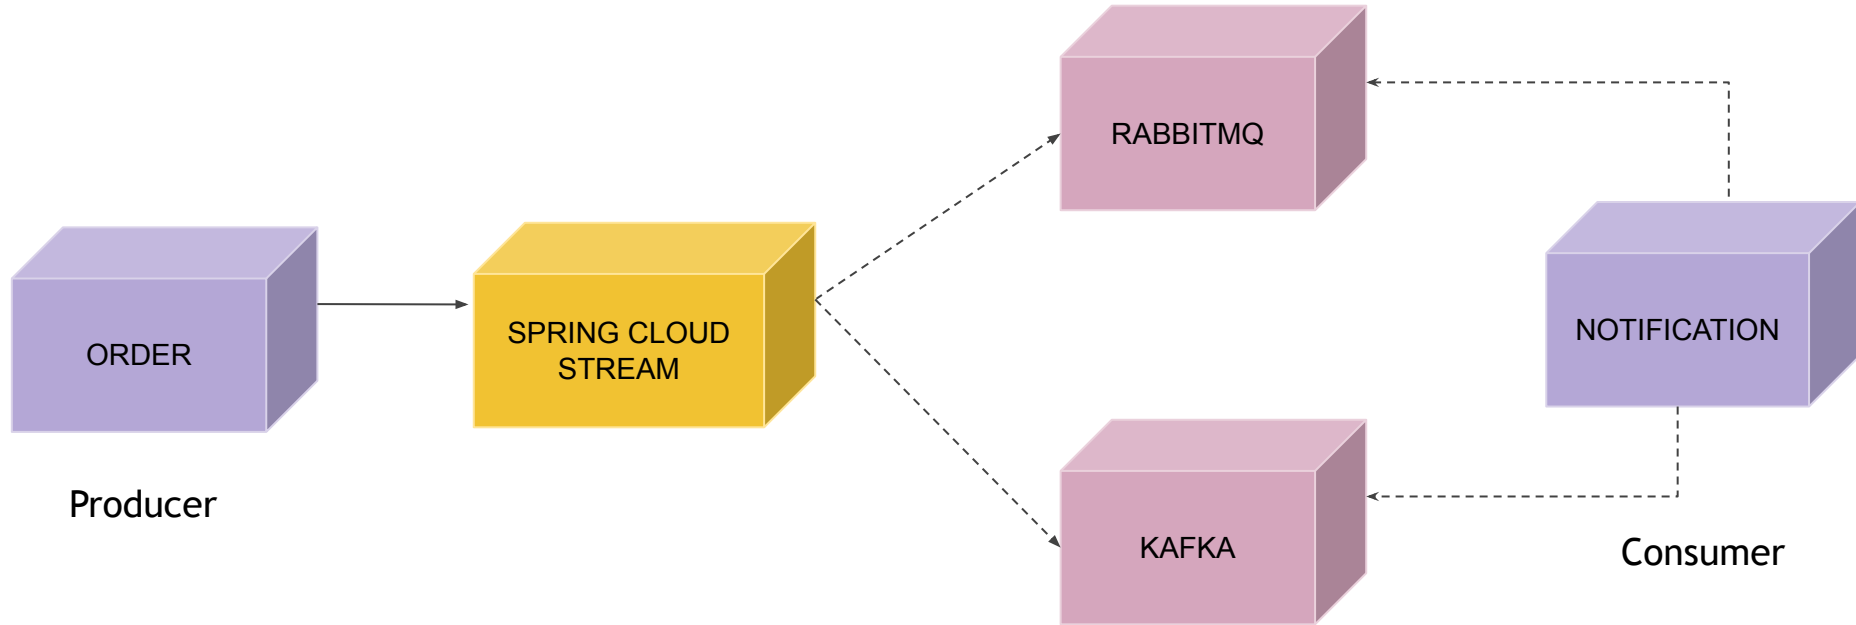 ORDER
Producer
SPRING CLOUD
STREAM
RABBITMQ
KAFKA
NOTIFICATION
Consumer